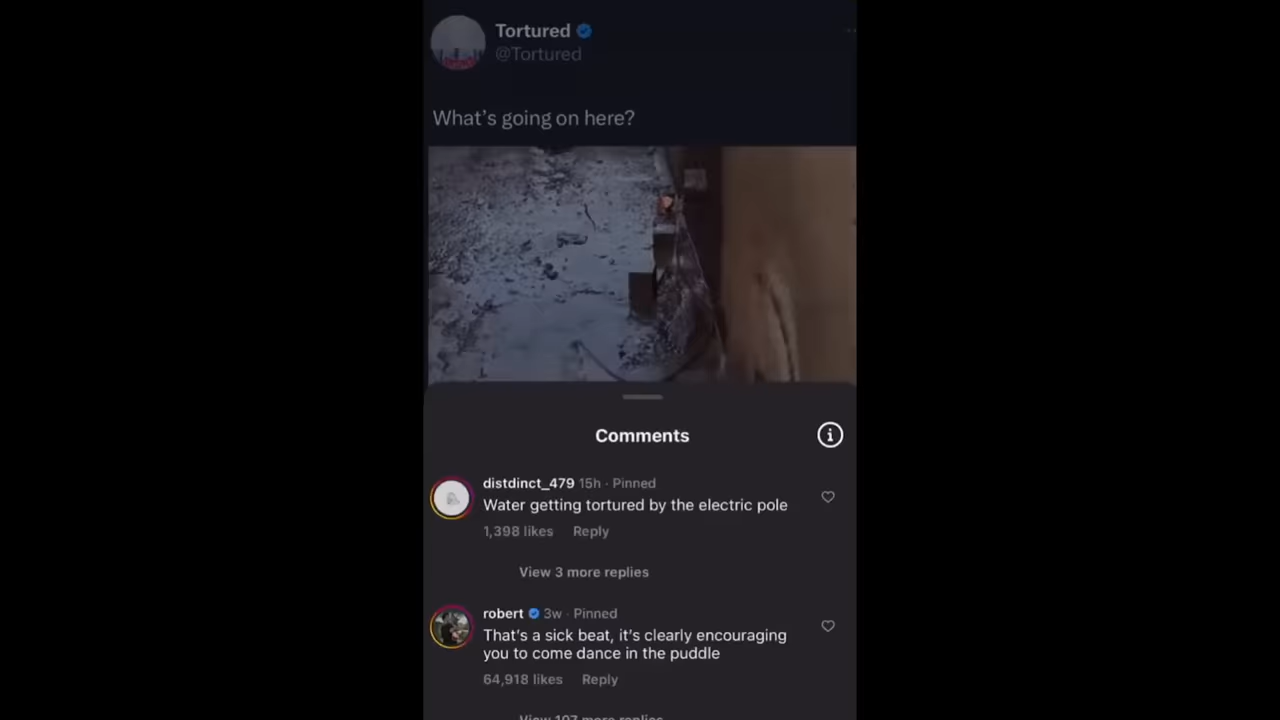 Tortured
@Tortured
What's going on here?
Comments
distdinct_479 15h · Pinned
Water getting tortured by the electric pole
1,398 likes Reply
View 3 more replies
robert 3w · Pinned
That's a sick beat, it's clearly encouraging
you to come dance in the puddle
64,918 likes Reply
View 107 more replies